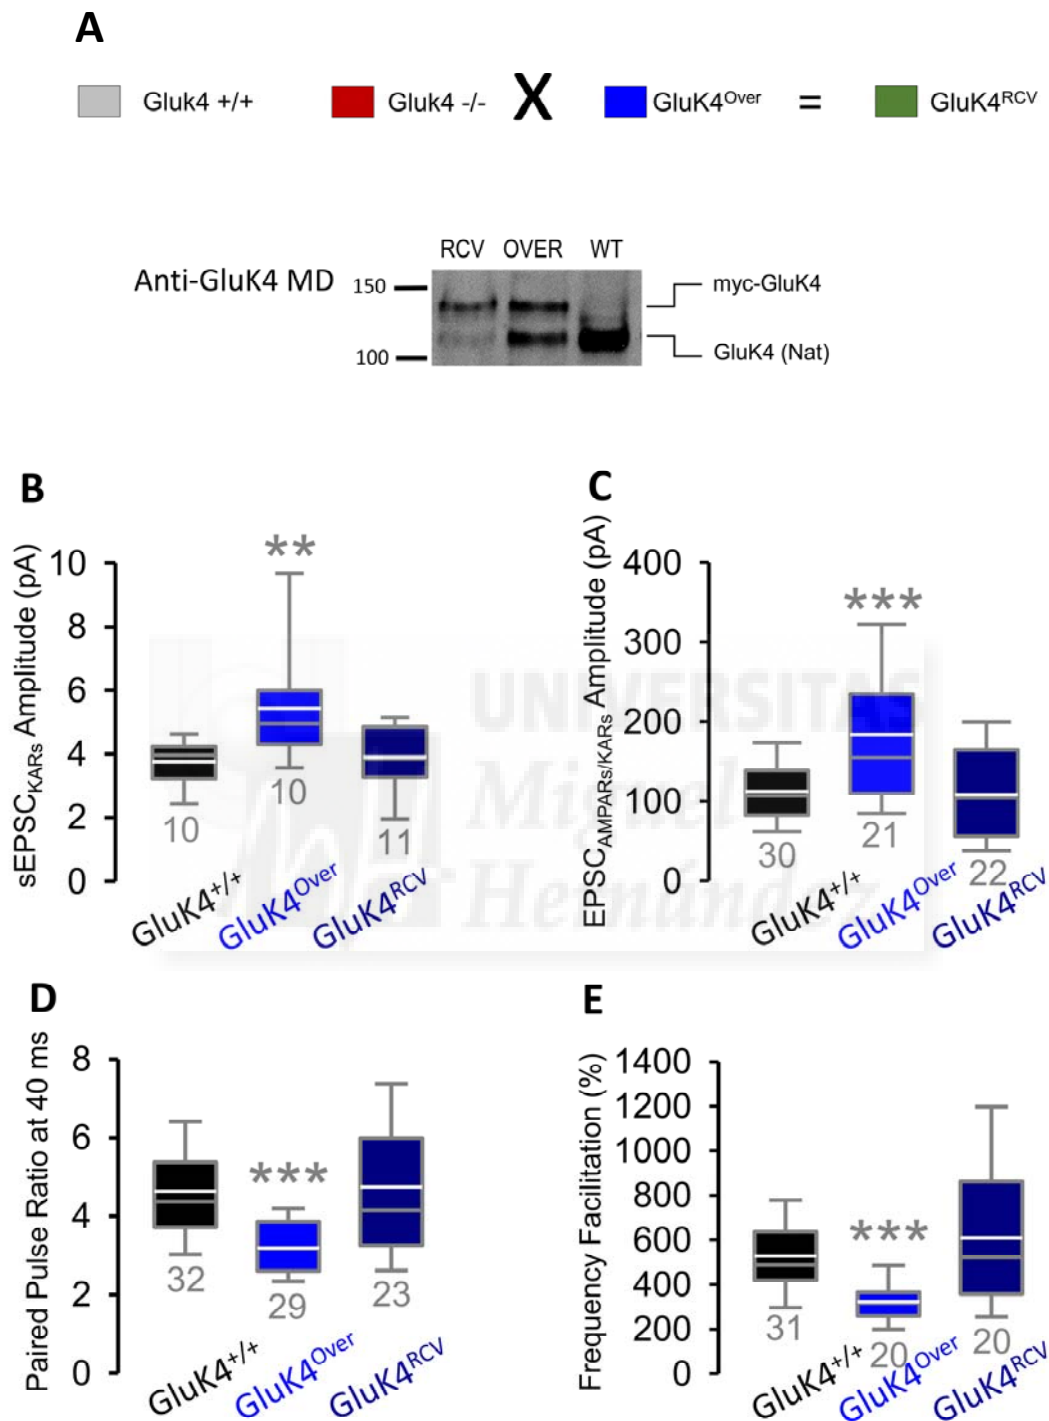 A
Gluk4 +/+ Gluk4 -/- X GluK4Over = GluK4RCV
RCV OVER WT
Anti-GluK4 MD
150
100
myc-GluK4
GluK4 (Nat)
B
sEPSCKARs Amplitude (pA)
10
8
6
4
2
0
**
10
10
11
GluK4+/+
GluK4Over
GluK4RCV
C
EPSCAMPARs/KARs Amplitude (pA)
400
300
200
100
0
***
30
21
22
GluK4+/+
GluK4Over
GluK4RCV
UNIVERSITAS
Miguel
Hernández
D
Paired Pulse Ratio at 40 ms
8
6
4
2
0
***
32
29
23
GluK4+/+
GluK4Over
GluK4RCV
E
Frequency Facilitation (%)
1400
1200
1000
800
600
400
200
0
***
31
20
20
GluK4+/+
GluK4Over
GluK4RCV